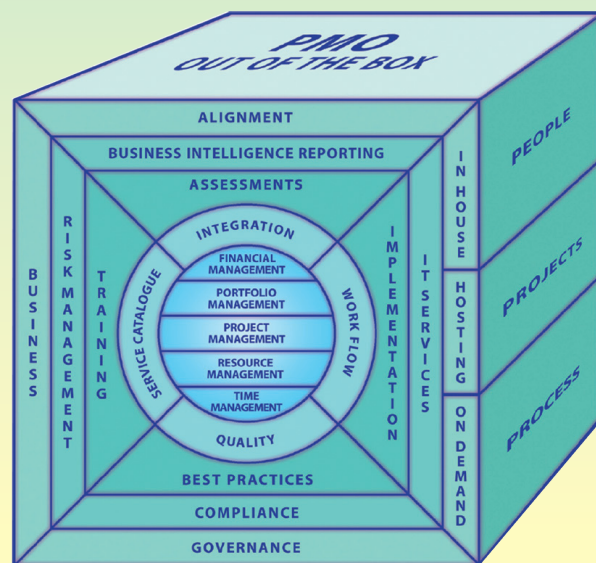 PMO
OUT OF THE BOX
ALIGNMENT
BUSINESS INTELLIGENCE REPORTING
ASSESSMENTS
INTEGRATION
FINANCIAL
MANAGEMENT
PORTFOLIO
MANAGEMENT
PROJECT
MANAGEMENT
RESOURCE
MANAGEMENT
TIME
MANAGEMENT
QUALITY
BEST PRACTICES
COMPLIANCE
GOVERNANCE
BUSINESS
RISK MANAGEMENT
TRAINING
SERVICE CATALOGUE
WORK FLOW
IMPLEMENTATION
IT SERVICES
IN HOUSE
HOSTING
ON DEMAND
PEOPLE
PROJECTS
PROCESS